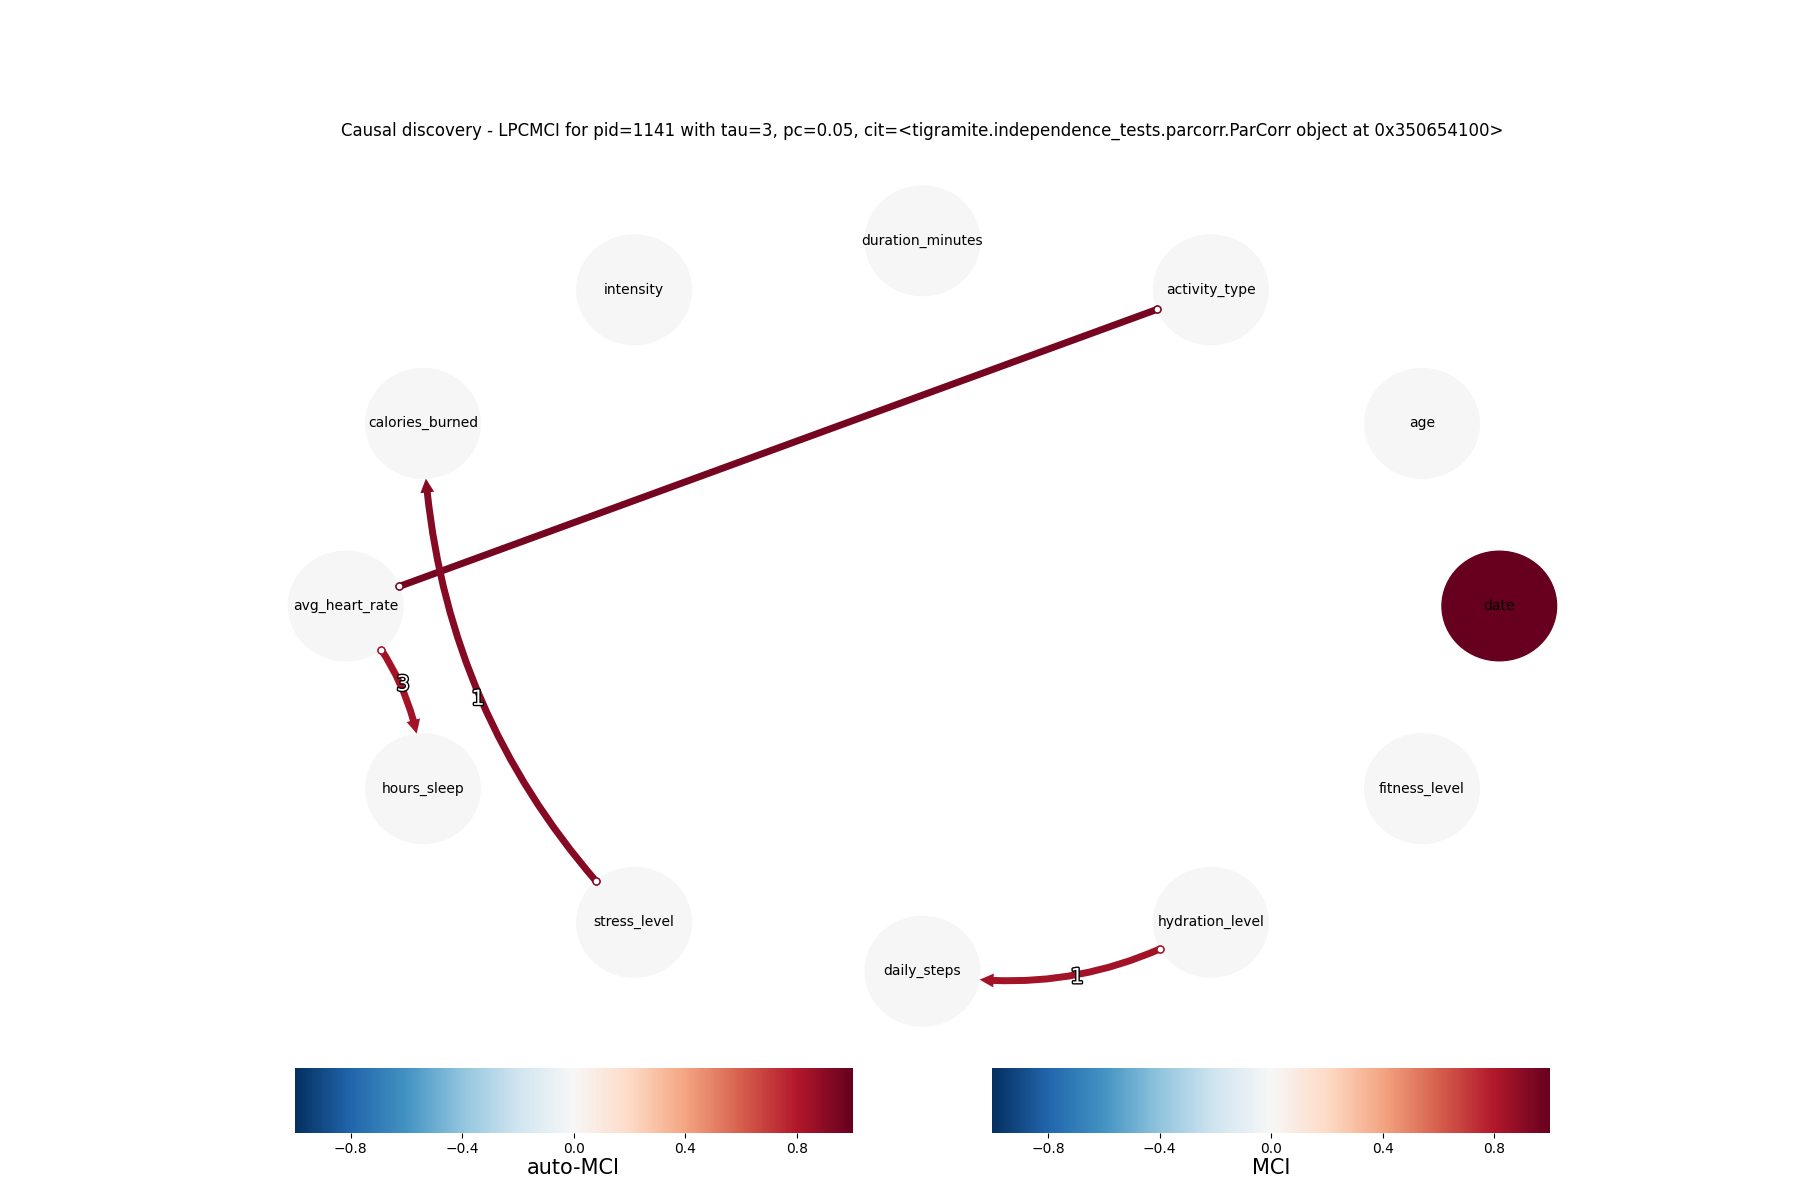 Causal discovery - LPCMCI for pid=1141 with tau=3, pc=0.05, cit=<tigramite.independence_tests.parcorr.ParCorr object at 0x350654100>
duration_minutes
intensity
activity_type
calories_burned
age
avg_heart_rate
date
3
1
hours_sleep
fitness_level
stress_level
hydration_level
daily_steps
1
−0.8 −0.4 0.0 0.4 0.8
auto-MCI
−0.8 −0.4 0.0 0.4 0.8
MCI